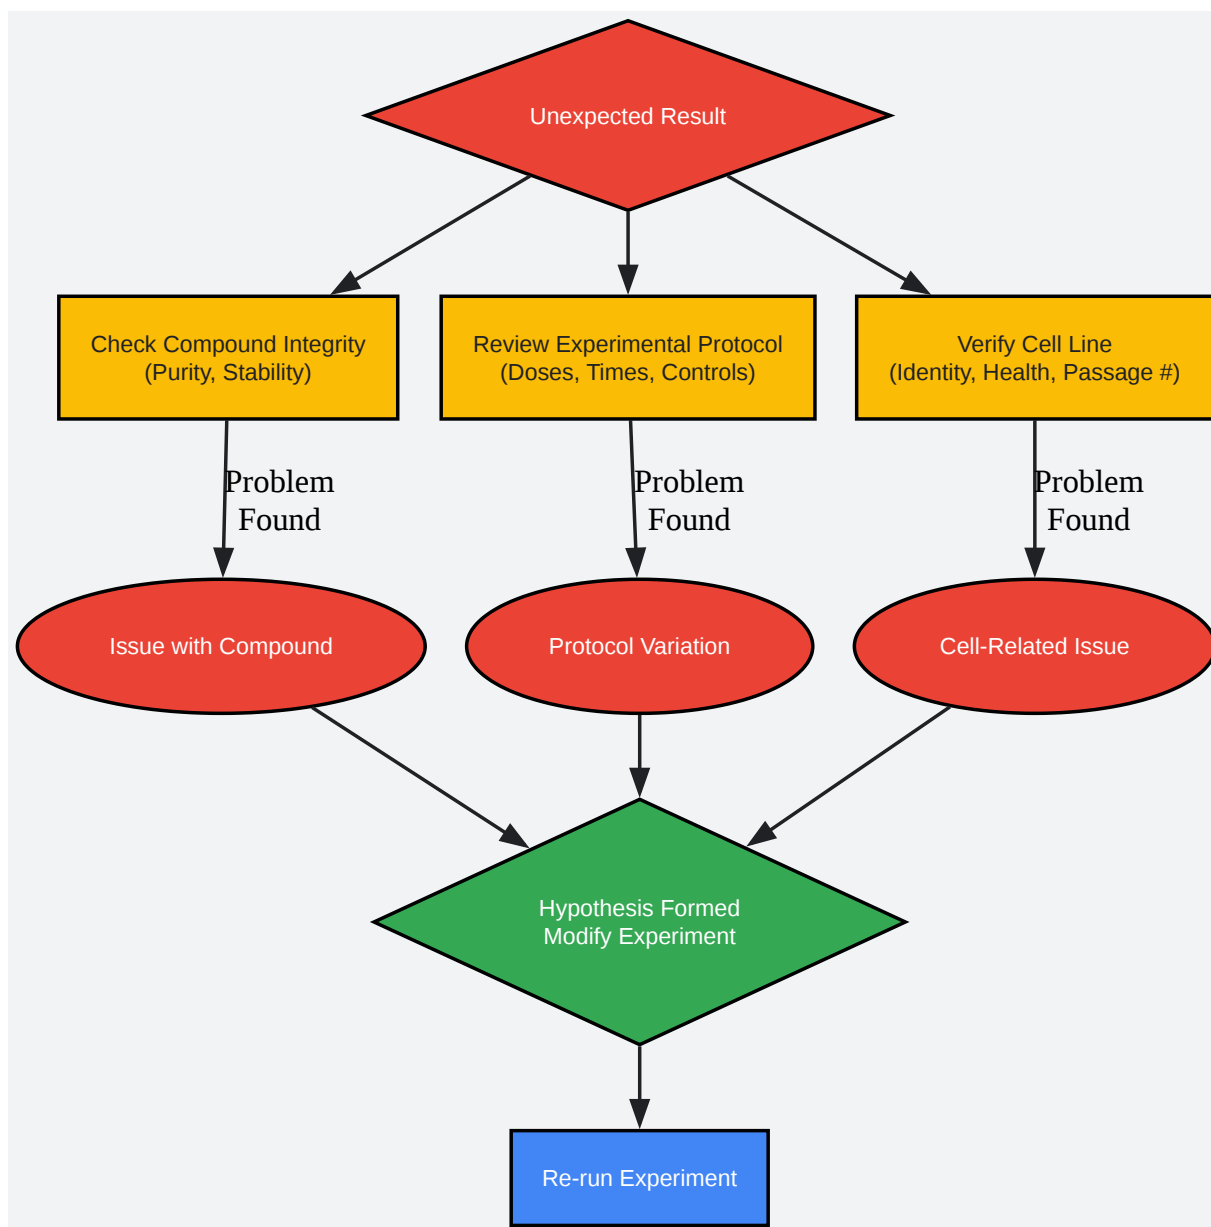 Unexpected Result
Check Compound Integrity
(Purity, Stability)
Review Experimental Protocol
(Doses, Times, Controls)
Verify Cell Line
(Identity, Health, Passage #)
Problem
Found
Problem
Found
Problem
Found
Issue with Compound
Protocol Variation
Cell-Related Issue
Hypothesis Formed
Modify Experiment
Re-run Experiment